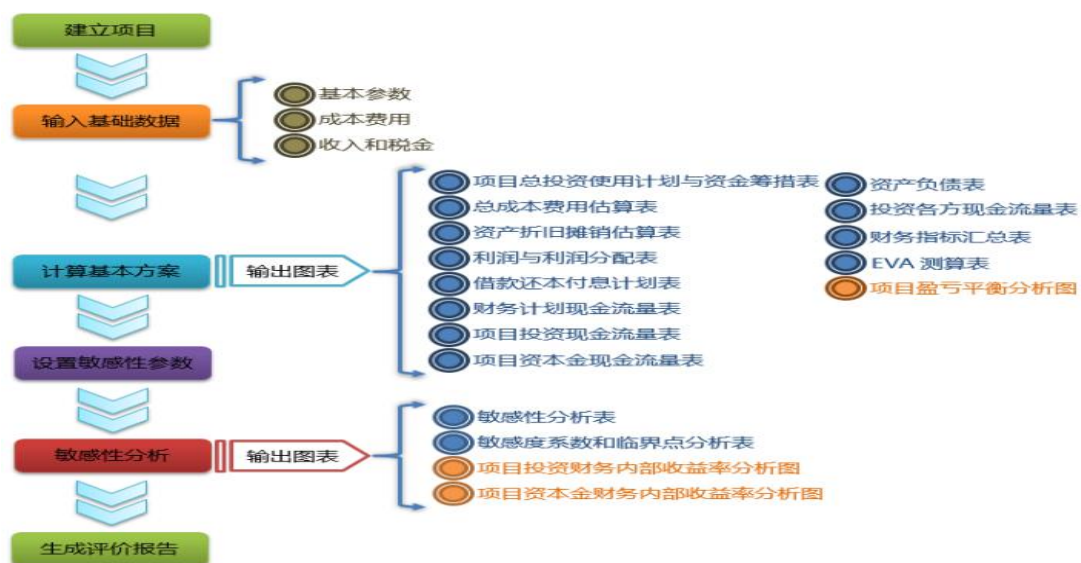 建立项目
输入基础数据
基本参数
成本费用
收入和税金
计算基本方案
输出图表
项目总投资使用计划与资金筹措表
总成本费用估算表
资产折旧摊销估算表
利润与利润分配表
借款还本付息计划表
财务计划现金流量表
项目投资现金流量表
项目资本金现金流量表
资产负债表
投资各方现金流量表
财务指标汇总表
EVA 测算表
项目盈亏平衡分析图
设置敏感性参数
敏感性分析
输出图表
敏感性分析表
敏感度系数和临界点分析表
项目投资财务内部收益率分析图
项目资本金财务内部收益率分析图
生成评价报告